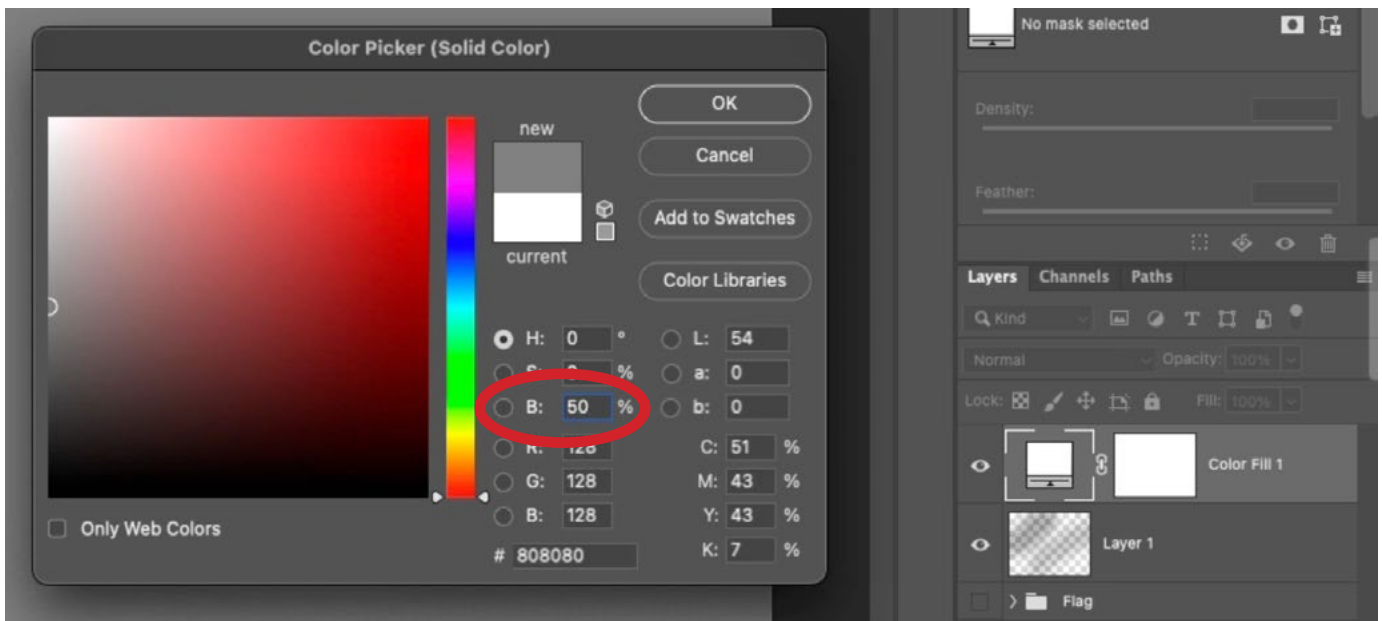 Color Picker (Solid Color)
OK
new
Cancel
Add to Swatches
current
Color Libraries
H: 0 °
L: 54
%
a: 0
B: 50 %
b: 0
R: 128
C: 51 %
G: 128
M: 43 %
B: 128
Y: 43 %
Only Web Colors
# 808080
K: 7 %
No mask selected
Density:
Feather:
Layers Channels Paths
Kind
Normal
Opacity: 100%
Lock:
Fill: 100%
Color Fill 1
Layer 1
Flag